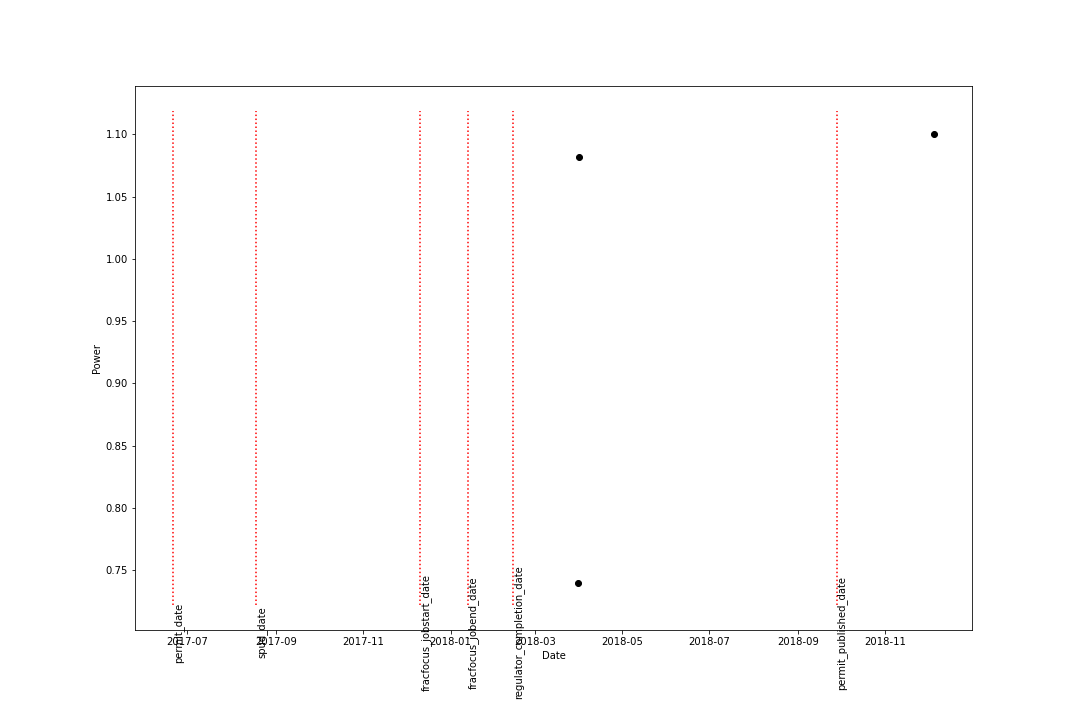 1.10
1.05
1.00
0.95
0.90
0.85
0.80
0.75
Power
permit_date
spud_date
fracfocus_jobstart_date
fracfocus_jobend_date
regulator_completion_date
permit_published_date
2017-07
2017-09
2017-11
2018-01
2018-03
2018-05
2018-07
2018-09
2018-11
Date